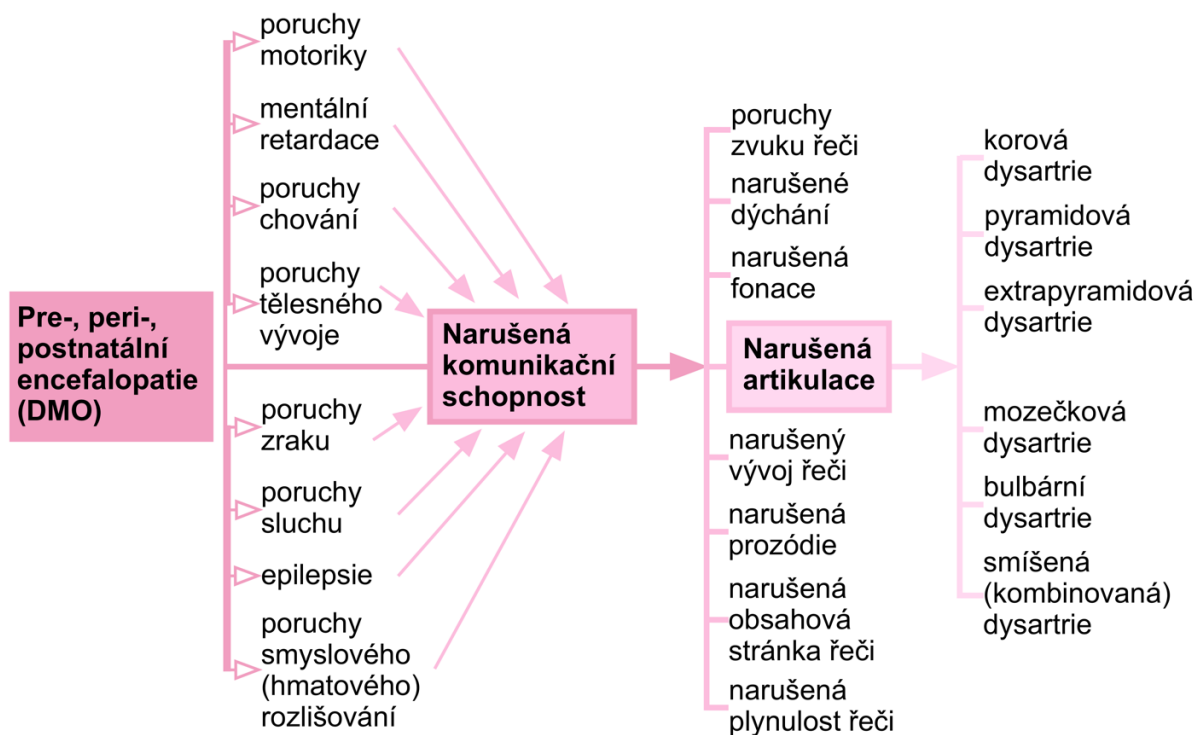 Pre-, peri-,
postnatální
encefalopatie
(DMO)
poruchy
motoriky
mentální
retardace
poruchy
chování
poruchy
tělesného
vývoje
poruchy
zraku
poruchy
sluchu
epilepsie
poruchy
smyslového
(hmatového)
rozlišování
Narušená
komunikační
schopnost
poruchy
zvuku řeči
narušené
dýchání
narušená
fonace
Narušená
artikulace
narušený
vývoj řeči
narušená
prozódie
narušená
obsahová
stránka řeči
narušená
plynulost řeči
korová
dysartrie
pyramidová
dysartrie
extrapyramidová
dysartrie
mozečková
dysartrie
bulbární
dysartrie
smíšená
(kombinovaná)
dysartrie